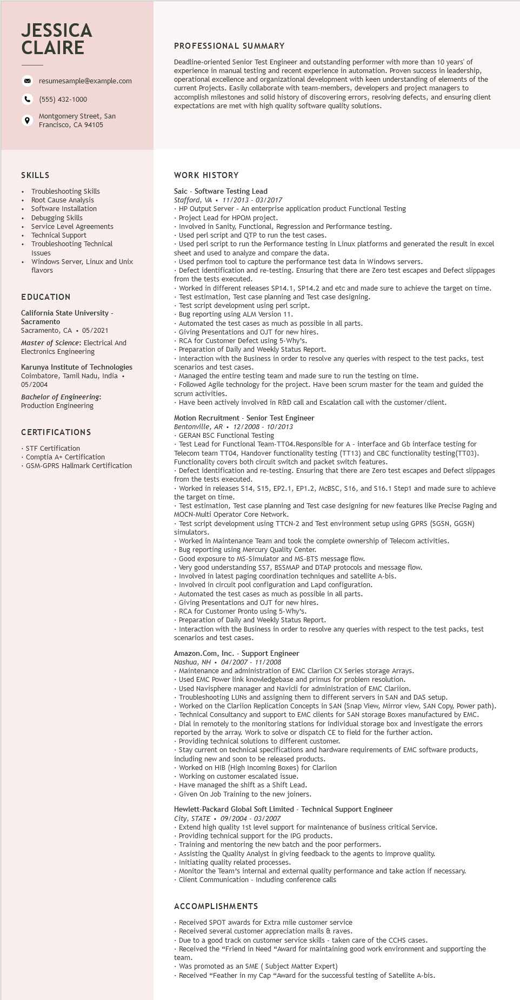 JESSICA
CLAIRE
resumesample@example.com
(555) 432-1000
Montgomery Street, San
Francisco, CA 94105
PROFESSIONAL SUMMARY
Deadline-oriented Senior Test Engineer and outstanding performer with more than 10 years' of
experience in manual testing and recent experience in automation. Proven success in leadership,
operational excellence and organizational development with keen understanding of elements of the
current Projects. Easily collaborate with team-members, developers and project managers to
accomplish milestones and solid history of discovering errors, resolving defects, and ensuring client
expectations are met with high quality software quality solutions.
SKILLS
• Troubleshooting Skills
• Root Cause Analysis
• Software Installation
• Debugging Skills
• Service Level Agreements
• Technical Support
• Troubleshooting Technical
Issues
• Windows Server, Linux and Unix
flavors
EDUCATION
California State University -
Sacramento
Sacramento, CA • 05/2021
Master of Science: Electrical And
Electronics Engineering
Karunya Institute of Technologies
Coimbatore, Tamil Nadu, India •
05/2004
Bachelor of Engineering:
Production Engineering
CERTIFICATIONS
· STF Certification
· Comptia A+ Certification
· GSM-GPRS Hallmark Certification
WORK HISTORY
Saic - Software Testing Lead
Stafford, VA • 11/2013 - 03/2017
· HP Output Server – An enterprise application product Functional Testing
· Project Lead for HPOM project.
· Involved in Sanity, Functional, Regression and Performance testing.
· Used perl script and QTP to run the test cases.
· Used perl script to run the Performance testing in Linux platforms and generated the result in excel
sheet and used to analyze and compare the data.
· Used perfmon tool to capture the performance test data in Windows servers.
· Defect identification and re-testing. Ensuring that there are Zero test escapes and Defect slippages
from the tests executed.
· Worked in different releases SP14.1, SP14.2 and etc and made sure to achieve the target on time.
· Test estimation, Test case planning and Test case designing.
· Test script development using perl script.
· Bug reporting using ALM Version 11.
· Automated the test cases as much as possible in all parts.
· Giving Presentations and OJT for new hires.
· RCA for Customer Defect using 5-Why’s.
· Preparation of Daily and Weekly Status Report.
· Interaction with the Business in order to resolve any queries with respect to the test packs, test
scenarios and test cases.
· Managed the entire testing team and made sure to run the testing on time.
· Followed Agile technology for the project. Have been scrum master for the team and guided the
scrum activities.
· Have been actively involved in R&D call and Escalation call with the customer/client.
Motion Recruitment - Senior Test Engineer
Bentonville, AR • 12/2008 - 10/2013
· GERAN BSC Functional Testing
· Test Lead for Functional Team-TT04.Responsible for A - interface and Gb interface testing for
Telecom team TT04, Handover functionality testing (TT13) and CBC functionality testing(TT03).
Functionality covers both circuit switch and packet switch features.
· Defect identification and re-testing. Ensuring that there are Zero test escapes and Defect slippages
from the tests executed.
· Worked in releases S14, S15, EP2.1, EP1.2, McBSC, S16, and S16.1 Step1 and made sure to achieve
the target on time.
· Test estimation, Test case planning and Test case designing for new features like Precise Paging and
MOCN-Multi Operator Core Network.
· Test script development using TTCN-2 and Test environment setup using GPRS (SGSN, GGSN)
simulators.
· Worked in Maintenance Team and took the complete ownership of Telecom activities.
· Bug reporting using Mercury Quality Center.
· Good exposure to MS-Simulator and MS-BTS message flow.
· Very good understanding SS7, BSSMAP and DTAP protocols and message flow.
· Involved in latest paging coordination techniques and satellite A-bis.
· Involved in circuit pool configuration and Lapd configuration.
· Automated the test cases as much as possible in all parts.
· Giving Presentations and OJT for new hires.
· RCA for Customer Pronto using 5-Why’s.
· Preparation of Daily and Weekly Status Report.
· Interaction with the Business in order to resolve any queries with respect to the test packs, test
scenarios and test cases.
Amazon.Com, Inc. - Support Engineer
Nashua, NH • 04/2007 - 11/2008
· Maintenance and administration of EMC Clariion CX Series storage Arrays.
· Used EMC Power link knowledgebase and primus for problem resolution.
· Used Navisphere manager and Navicli for administration of EMC Clariion.
· Troubleshooting LUNs and assigning them to different servers in SAN and DAS setup.
· Worked on the Clariion Replication Concepts in SAN (Snap View, Mirror view, SAN Copy, Power path).
· Technical Consultancy and support to EMC clients for SAN storage Boxes manufactured by EMC.
· Dial in remotely to the monitoring stations for individual storage box and investigate the errors
reported by the array. Work to solve or dispatch CE to field for the further action.
· Providing technical solutions to different customer.
· Stay current on technical specifications and hardware requirements of EMC software products,
including new and soon to be released products.
· Worked on HIB (High Incoming Boxes) for Clariion
· Working on customer escalated issue.
· Have managed the shift as a Shift Lead.
· Given On Job Training to the new joiners.
Hewlett-Packard Global Soft Limited - Technical Support Engineer
City, STATE • 09/2004 - 03/2007
· Extend high quality 1st level support for maintenance of business critical Service.
· Providing technical support for the IPG products.
· Training and mentoring the new batch and the poor performers.
· Assisting the Quality Analyst in giving feedback to the agents to improve quality.
· Initiating quality related processes.
· Monitor the Team’s internal and external quality performance and take action if necessary.
· Client Communication - Including conference calls
ACCOMPLISHMENTS
· Received SPOT awards for Extra mile customer service
· Received several customer appreciation mails & raves.
· Due to a good track on customer service skills - taken care of the CCHS cases.
· Received the “Friend in Need “Award for maintaining good work environment and supporting the
team.
· Was promoted as an SME ( Subject Matter Expert)
· Received “Feather in my Cap “Award for the successful testing of Satellite A-bis.